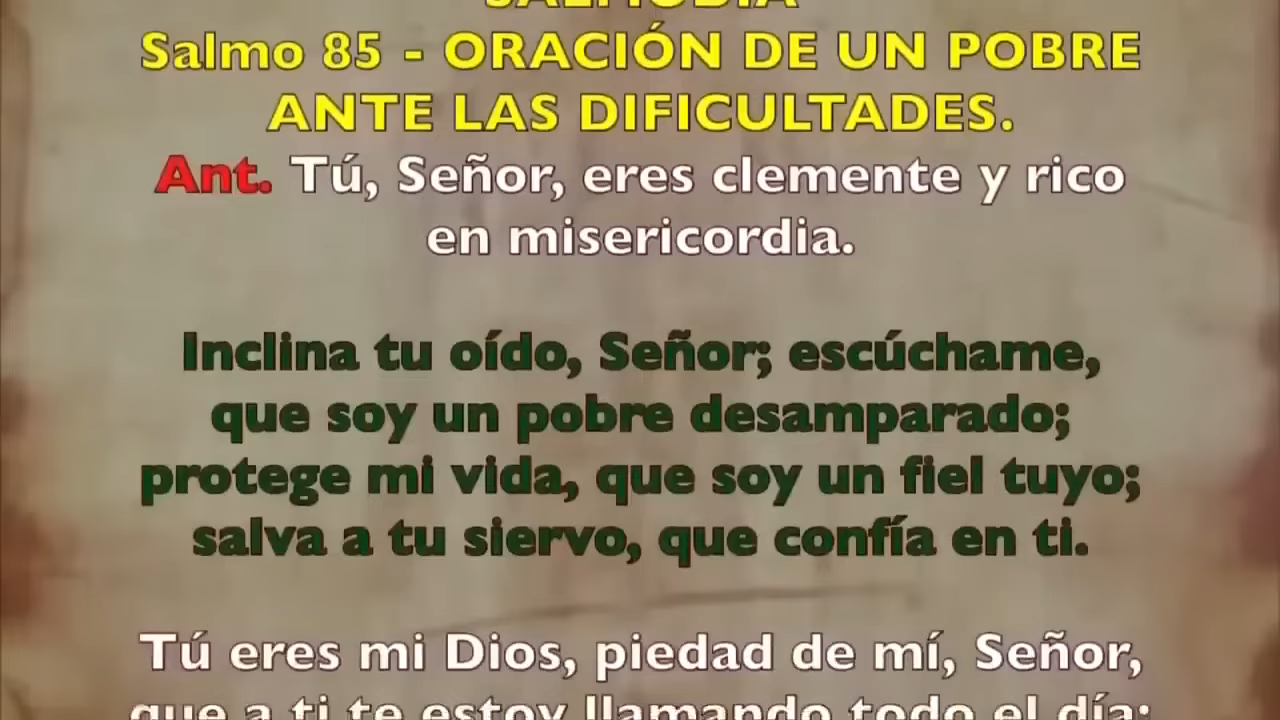 SALMODIA
Salmo 85 - ORACIÓN DE UN POBRE
ANTE LAS DIFICULTADES.
Ant. Tú, Señor, eres clemente y rico
en misericordia.
Inclina tu oído, Señor; escúchame,
que soy un pobre desamparado;
protege mi vida, que soy un fiel tuyo;
salva a tu siervo, que confía en ti.
Tú eres mi Dios, piedad de mí, Señor,
que a ti te estoy llamando todo el día;